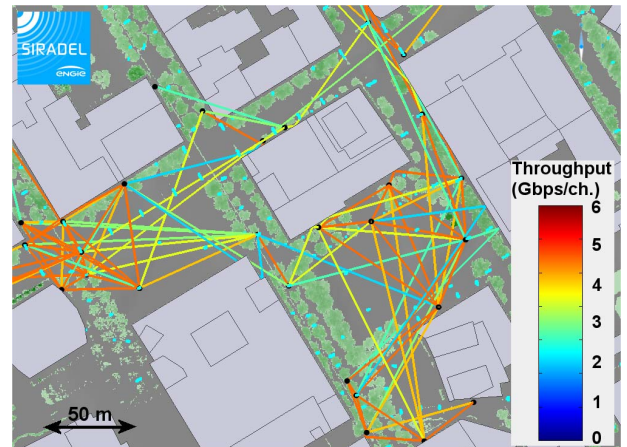 SIRADEL
ENGIE
Throughput
(Gbps/ch.)
6
5
4
3
2
1
0
50 m